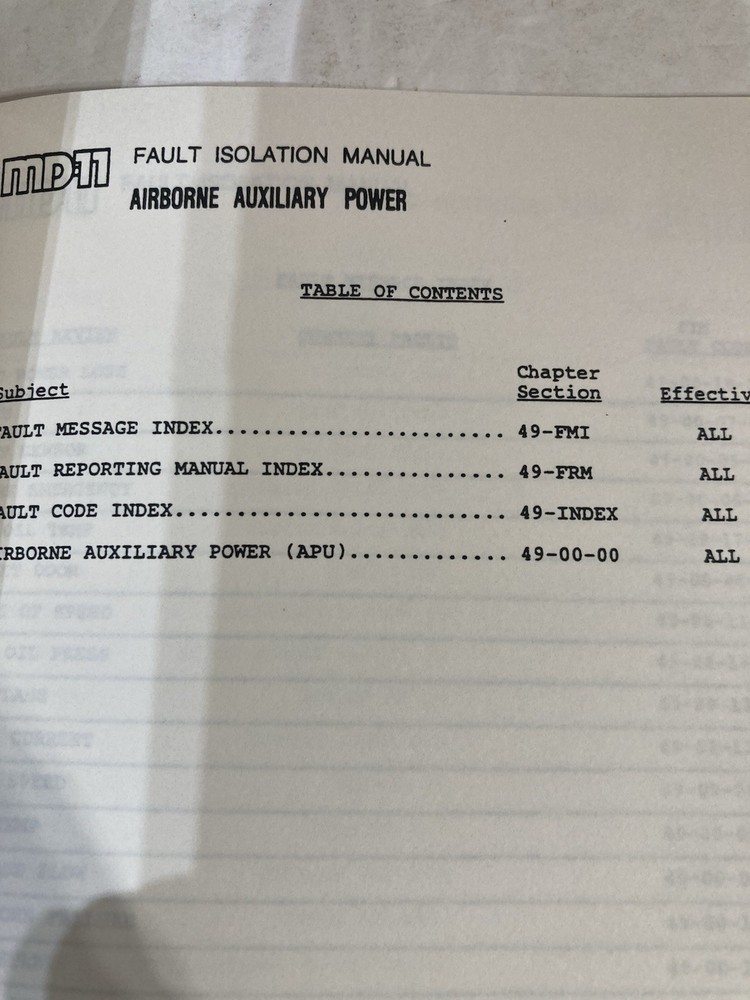 MD-11 FAULT ISOLATION MANUAL
AIRBORNE AUXILIARY POWER
TABLE OF CONTENTS
Chapter
Subject Section Effectiv
AULT MESSAGE INDEX........................ 49-FMI ALL
AULT REPORTING MANUAL INDEX............... 49-FRM ALL
AULT CODE INDEX........................... 49-INDEX ALL
IRBORNE AUXILIARY POWER (APU)............. 49-00-00 ALL